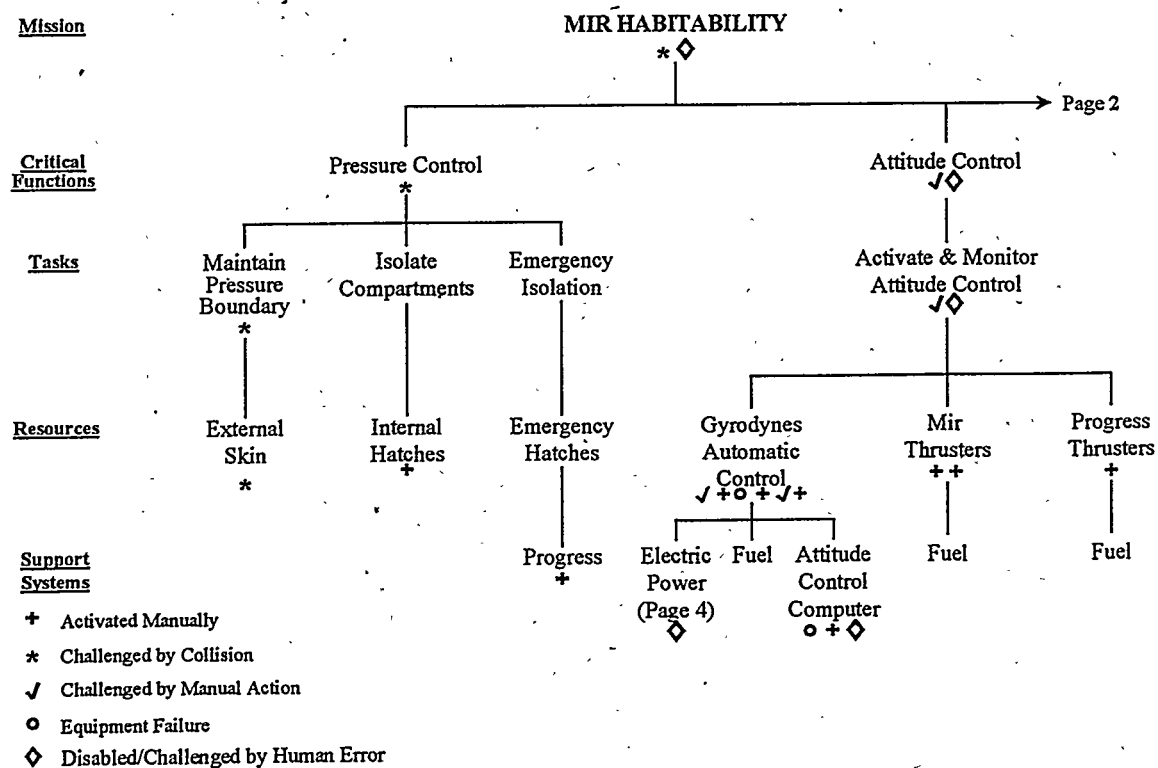 Mission
MIR HABITABILITY
* ◇
Page 2
Critical
Functions
Pressure Control
*
Attitude Control
✓◇
Tasks
Maintain
Pressure
Boundary
*
Isolate
Compartments
Emergency
Isolation
Activate & Monitor
Attitude Control
✓◇
Resources
External
Skin
*
Internal
Hatches
+
Emergency
Hatches
Gyrodynes
Automatic
Control
✓+o+✓+
Mir
Thrusters
++
Progress
Thrusters
+
Support
Systems
Progress
+
Electric
Power
(Page 4)
◇
Fuel
Attitude
Control
Computer
o+◇
Fuel
Fuel
+ Activated Manually
* Challenged by Collision
✓ Challenged by Manual Action
o Equipment Failure
◇ Disabled/Challenged by Human Error